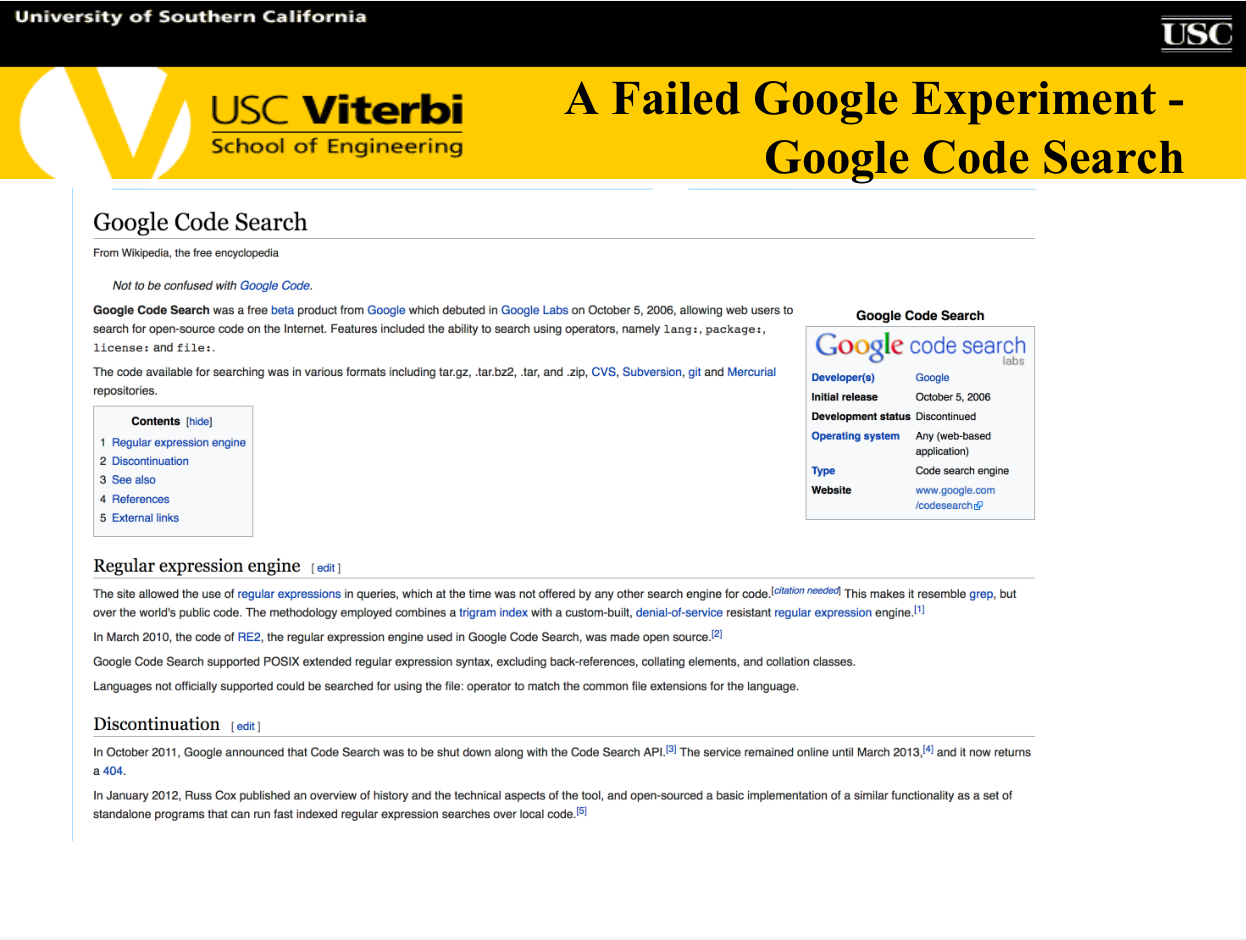 University of Southern California
USC
USC Viterbi
School of Engineering
A Failed Google Experiment -
Google Code Search
Google Code Search
From Wikipedia, the free encyclopedia
Not to be confused with Google Code.
Google Code Search was a free beta product from Google which debuted in Google Labs on October 5, 2006, allowing web users to
search for open-source code on the Internet. Features included the ability to search using operators, namely lang:, package:,
license: and file:.
The code available for searching was in various formats including tar.gz, .tar.bz2, .tar, and .zip, CVS, Subversion, git and Mercurial
repositories.
Google Code Search
Google code search
labs
Developer(s) Google
Initial release October 5, 2006
Development status Discontinued
Operating system Any (web-based
application)
Type Code search engine
Website www.google.com
/codesearch
Contents [hide]
1 Regular expression engine
2 Discontinuation
3 See also
4 References
5 External links
Regular expression engine [ edit ]
The site allowed the use of regular expressions in queries, which at the time was not offered by any other search engine for code.[citation needed] This makes it resemble grep, but
over the world's public code. The methodology employed combines a trigram index with a custom-built, denial-of-service resistant regular expression engine.[1]
In March 2010, the code of RE2, the regular expression engine used in Google Code Search, was made open source.[2]
Google Code Search supported POSIX extended regular expression syntax, excluding back-references, collating elements, and collation classes.
Languages not officially supported could be searched for using the file: operator to match the common file extensions for the language.
Discontinuation [ edit ]
In October 2011, Google announced that Code Search was to be shut down along with the Code Search API.[3] The service remained online until March 2013,[4] and it now returns
a 404.
In January 2012, Russ Cox published an overview of history and the technical aspects of the tool, and open-sourced a basic implementation of a similar functionality as a set of
standalone programs that can run fast indexed regular expression searches over local code.[5]